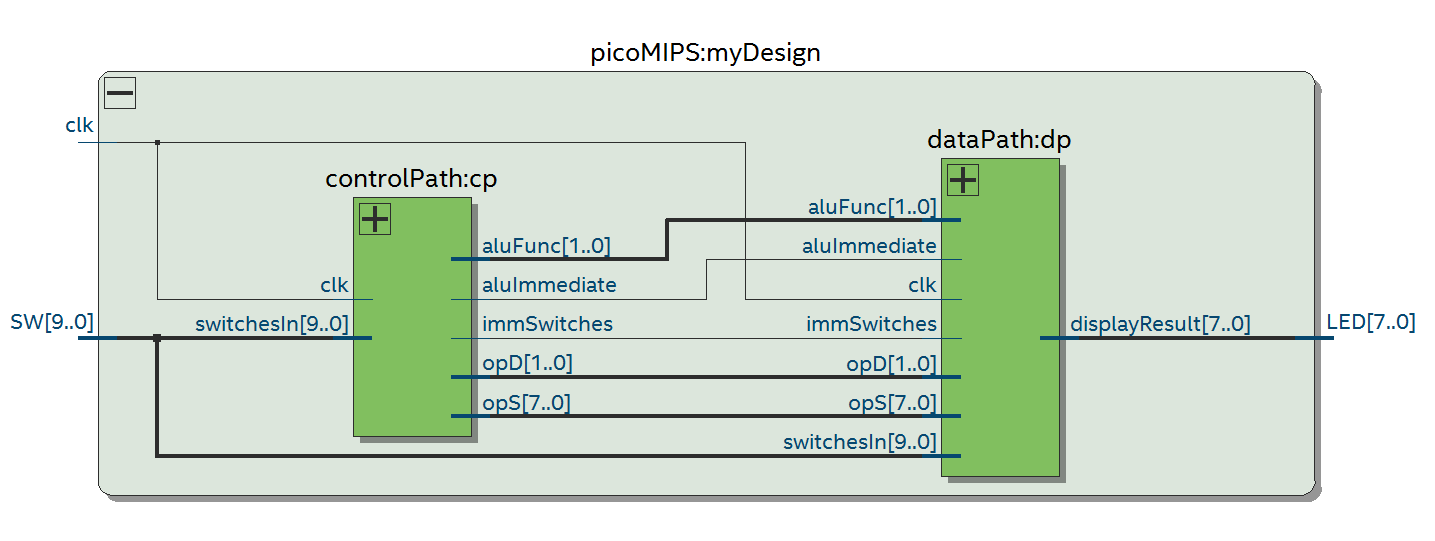 picoMIPS:myDesign
clk
dataPath:dp
controlPath:cp
aluFunc[1..0]
aluFunc[1..0]
aluImmediate
clk
aluImmediate
clk
SW[9..0]
switchesIn[9..0]
immSwitches
immSwitches
displayResult[7..0]
LED[7..0]
opD[1..0]
opD[1..0]
opS[7..0]
opS[7..0]
switchesIn[9..0]